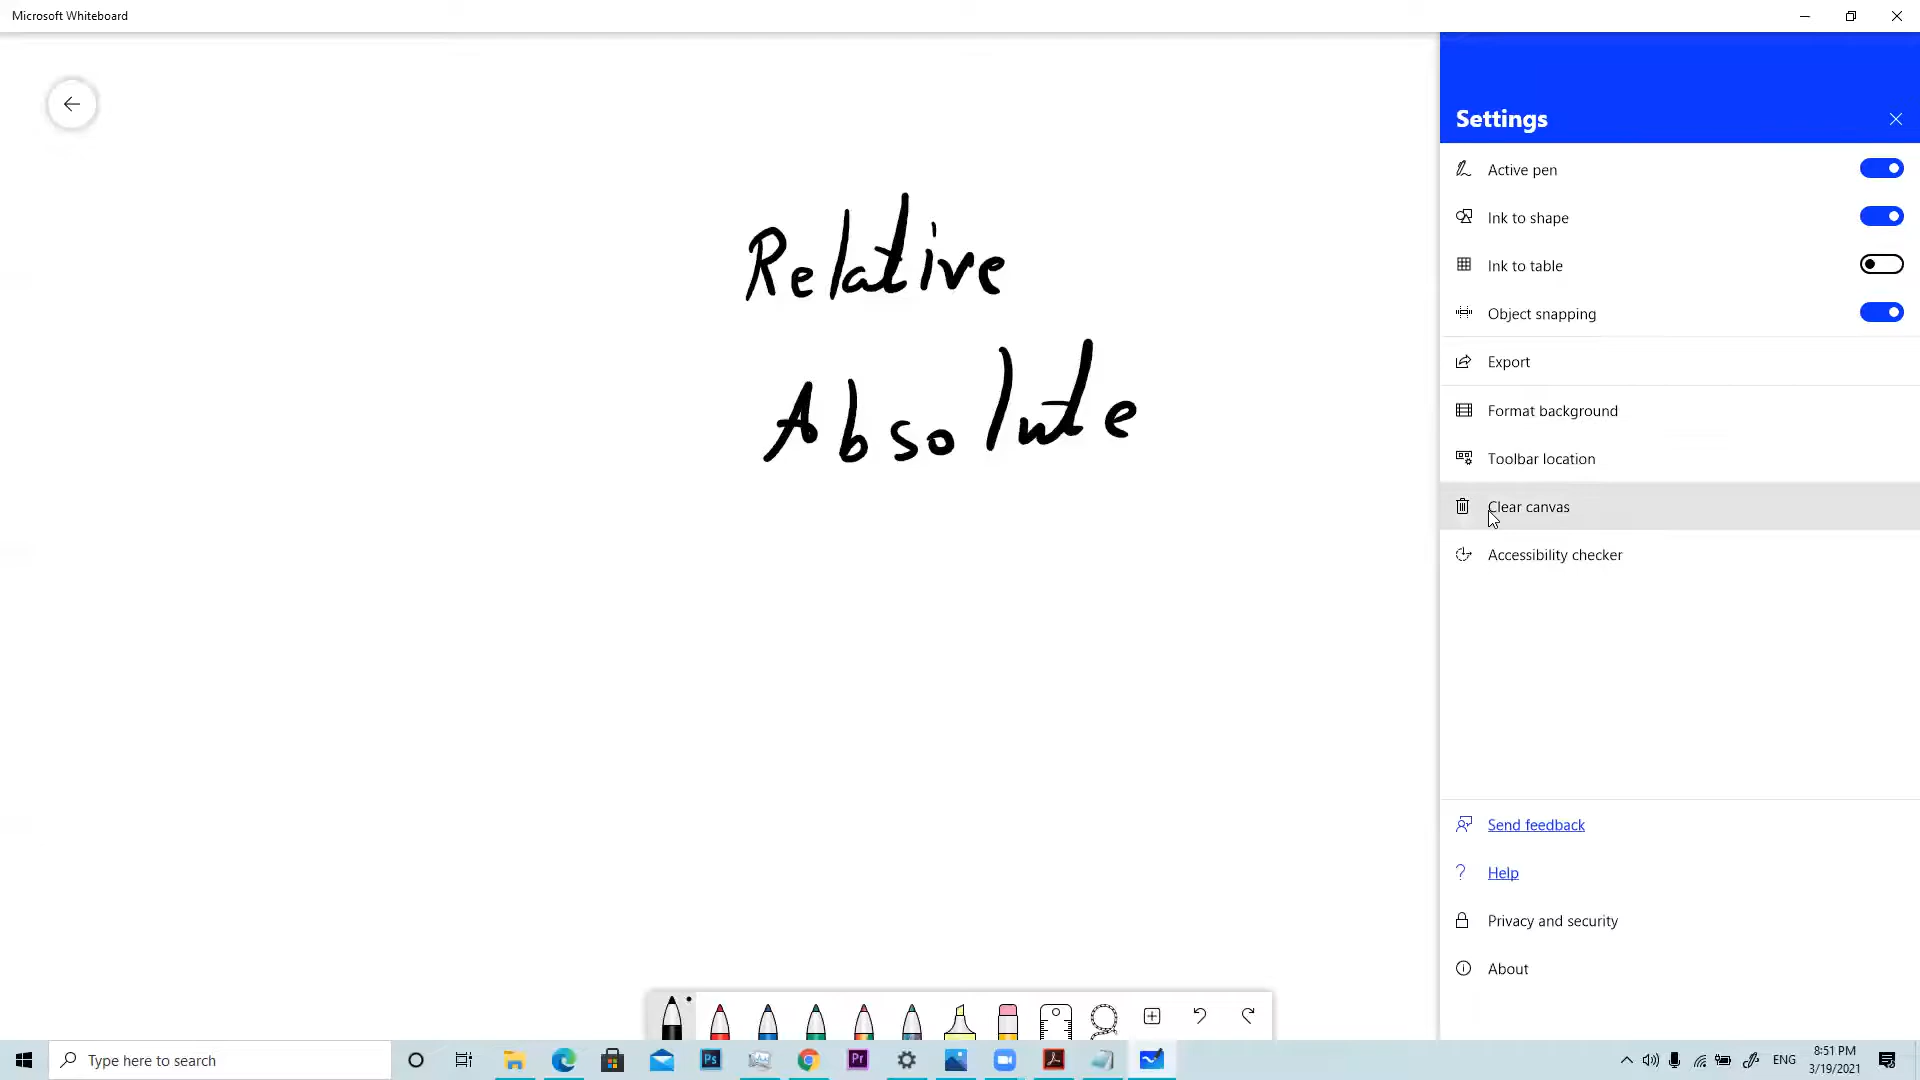 Microsoft Whiteboard
Settings
Active pen
Relative
Ink to shape
Ink to table
Object snapping
Export
Absolute
Format background
Toolbar location
Clear canvas
Accessibility checker
Send feedback
? Help
Privacy and security
About
Type here to search
Ps
Pr
ENG
8:51 PM
3/19/2021